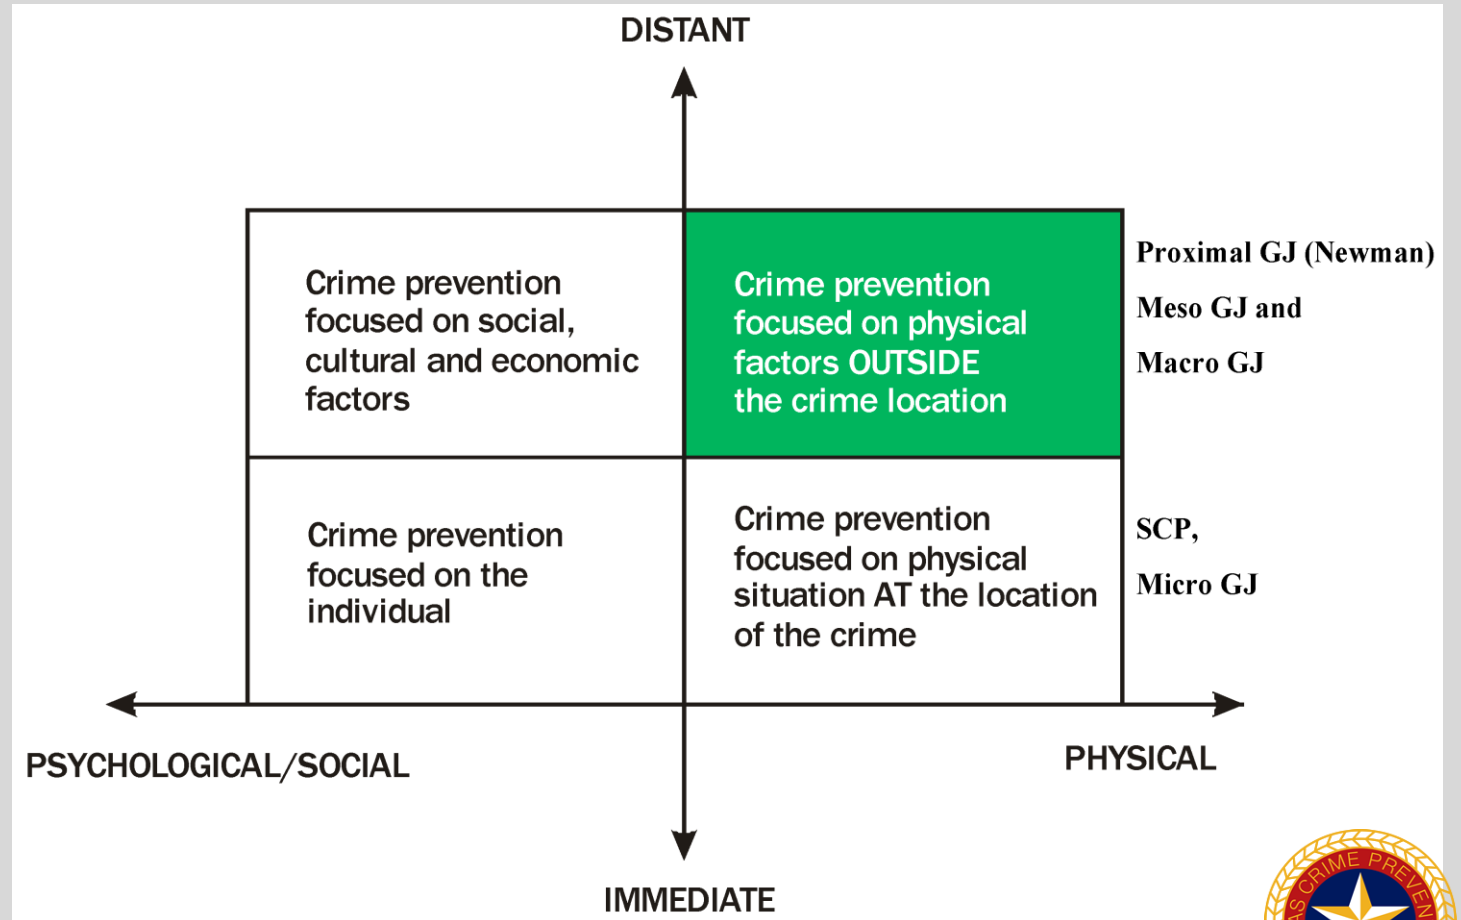 DISTANT
Crime prevention
focused on social,
cultural and economic
factors
Crime prevention
focused on physical
factors OUTSIDE
the crime location
Proximal GJ (Newman)
Meso GJ and
Macro GJ
Crime prevention
focused on the
individual
Crime prevention
focused on physical
situation AT the location
of the crime
SCP,
Micro GJ
PSYCHOLOGICAL/SOCIAL
PHYSICAL
IMMEDIATE
CRIME